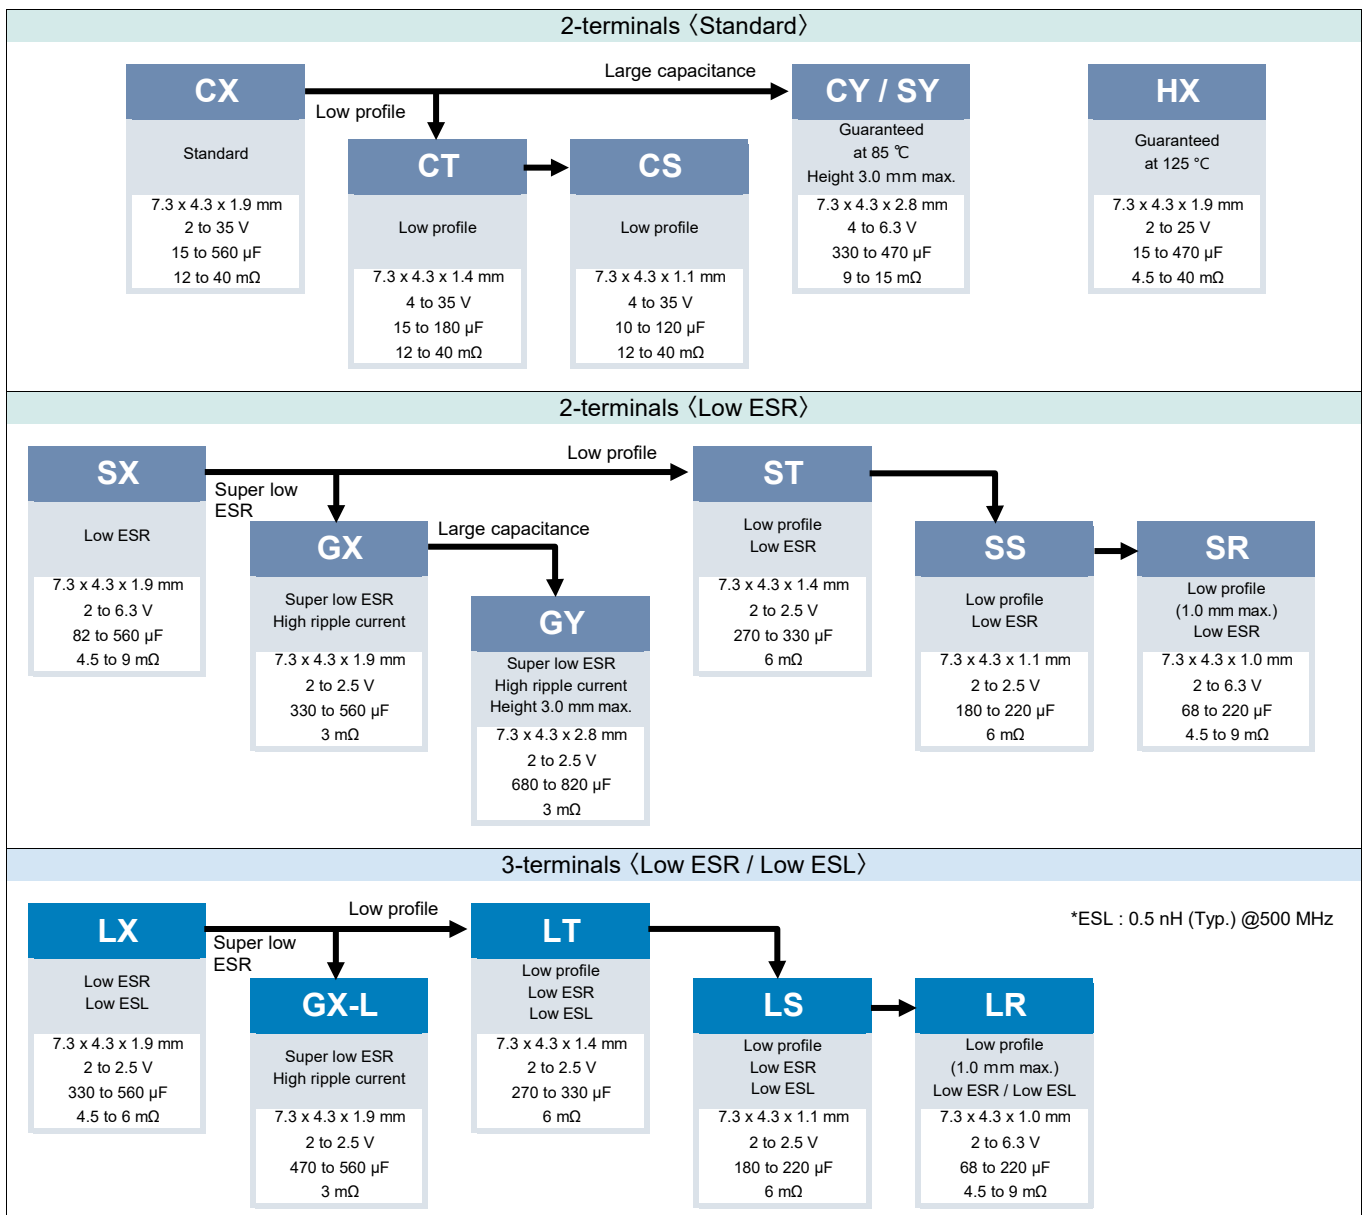 2-terminals〈Standard〉
CX
Standard
7.3 x 4.3 x 1.9 mm
2 to 35 V
15 to 560 µF
12 to 40 mΩ
Low profile
Large capacitance
CT
Low profile
7.3 x 4.3 x 1.4 mm
4 to 35 V
15 to 180 µF
12 to 40 mΩ
CS
Low profile
7.3 x 4.3 x 1.1 mm
4 to 35 V
10 to 120 µF
12 to 40 mΩ
CY / SY
Guaranteed
at 85 ℃
Height 3.0 mm max.
7.3 x 4.3 x 2.8 mm
4 to 6.3 V
330 to 470 µF
9 to 15 mΩ
HX
Guaranteed
at 125 °C
7.3 x 4.3 x 1.9 mm
2 to 25 V
15 to 470 µF
4.5 to 40 mΩ
2-terminals〈Low ESR〉
SX
Low ESR
7.3 x 4.3 x 1.9 mm
2 to 6.3 V
82 to 560 µF
4.5 to 9 mΩ
Super low
ESR
Low profile
GX
Super low ESR
High ripple current
7.3 x 4.3 x 1.9 mm
2 to 2.5 V
330 to 560 µF
3 mΩ
Large capacitance
GY
Super low ESR
High ripple current
Height 3.0 mm max.
7.3 x 4.3 x 2.8 mm
2 to 2.5 V
680 to 820 µF
3 mΩ
ST
Low profile
Low ESR
7.3 x 4.3 x 1.4 mm
2 to 2.5 V
270 to 330 µF
6 mΩ
SS
Low profile
Low ESR
7.3 x 4.3 x 1.1 mm
2 to 2.5 V
180 to 220 µF
6 mΩ
SR
Low profile
(1.0 mm max.)
Low ESR
7.3 x 4.3 x 1.0 mm
2 to 6.3 V
68 to 220 µF
4.5 to 9 mΩ
3-terminals〈Low ESR / Low ESL〉
*ESL : 0.5 nH (Typ.) @500 MHz
LX
Low ESR
Low ESL
7.3 x 4.3 x 1.9 mm
2 to 2.5 V
330 to 560 µF
4.5 to 6 mΩ
Super low
ESR
Low profile
GX-L
Super low ESR
High ripple current
7.3 x 4.3 x 1.9 mm
2 to 2.5 V
470 to 560 µF
3 mΩ
LT
Low profile
Low ESR
Low ESL
7.3 x 4.3 x 1.4 mm
2 to 2.5 V
270 to 330 µF
6 mΩ
LS
Low profile
Low ESR
Low ESL
7.3 x 4.3 x 1.1 mm
2 to 2.5 V
180 to 220 µF
6 mΩ
LR
Low profile
(1.0 mm max.)
Low ESR / Low ESL
7.3 x 4.3 x 1.0 mm
2 to 6.3 V
68 to 220 µF
4.5 to 9 mΩ